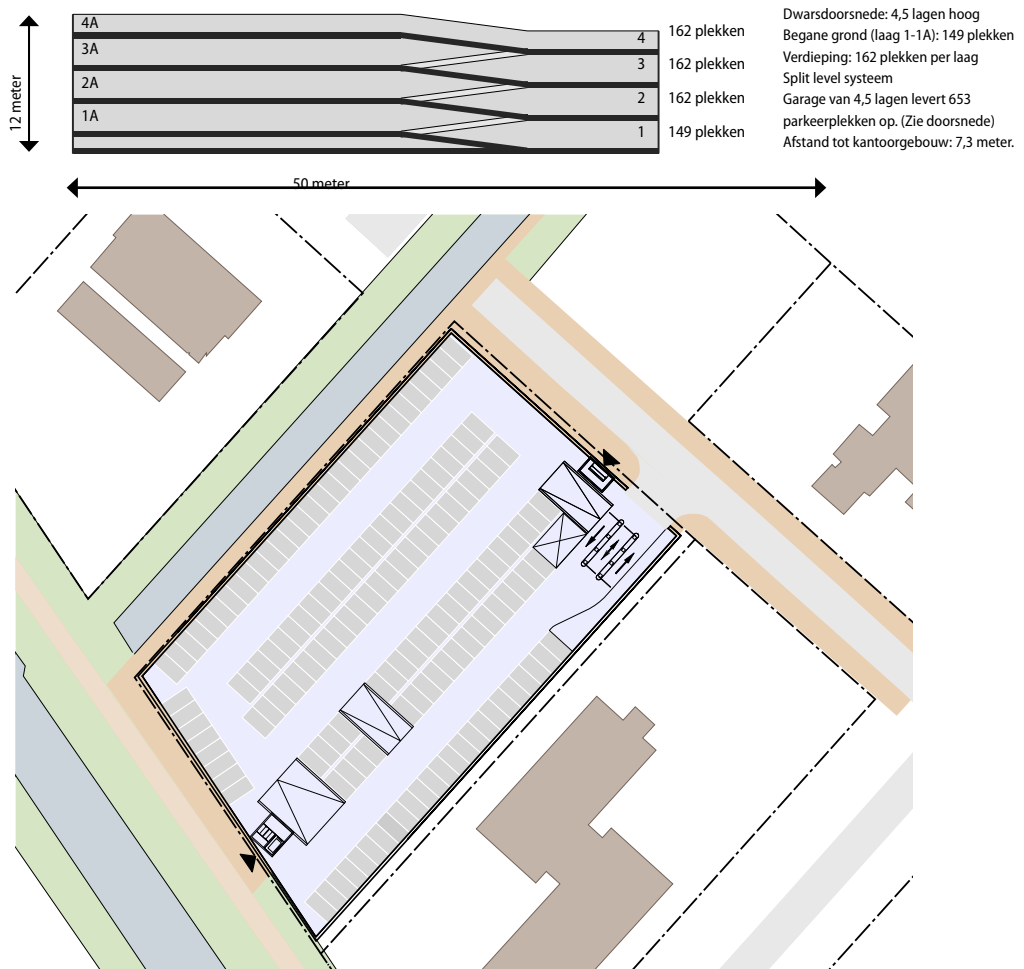 4A
3A
2A
1A
4
3
2
1
12 meter
162 plekken
162 plekken
162 plekken
149 plekken
Dwarsdoorsnede: 4,5 lagen hoog
Begane grond (laag 1-1A): 149 plekken
Verdieping: 162 plekken per laag
Split level systeem
Garage van 4,5 lagen levert 653
parkeerplekken op. (Zie doorsnede)
Afstand tot kantoorgebouw: 7,3 meter.
50 meter